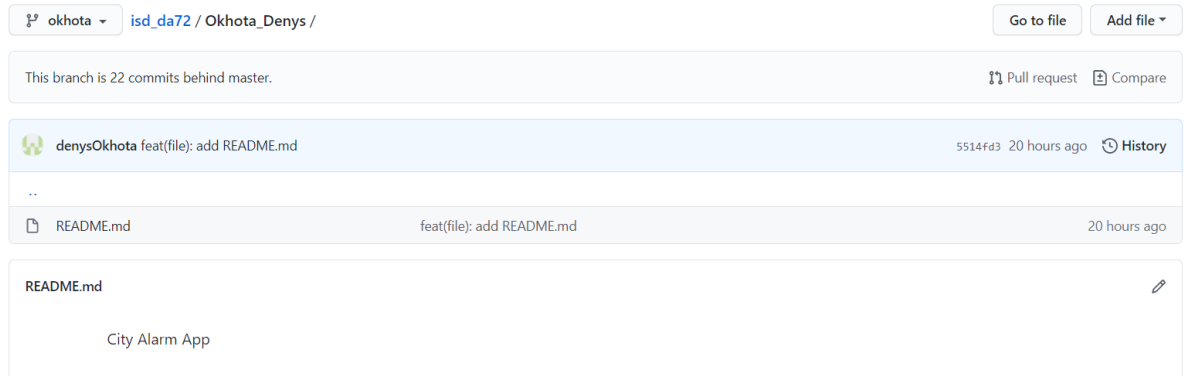 okhota isd_da72 / Okhota_Denys / Go to file Add file
This branch is 22 commits behind master. Pull request Compare
denysOkhota feat(file): add README.md 5514fd3 20 hours ago History
..
README.md feat(file): add README.md 20 hours ago
README.md
City Alarm App